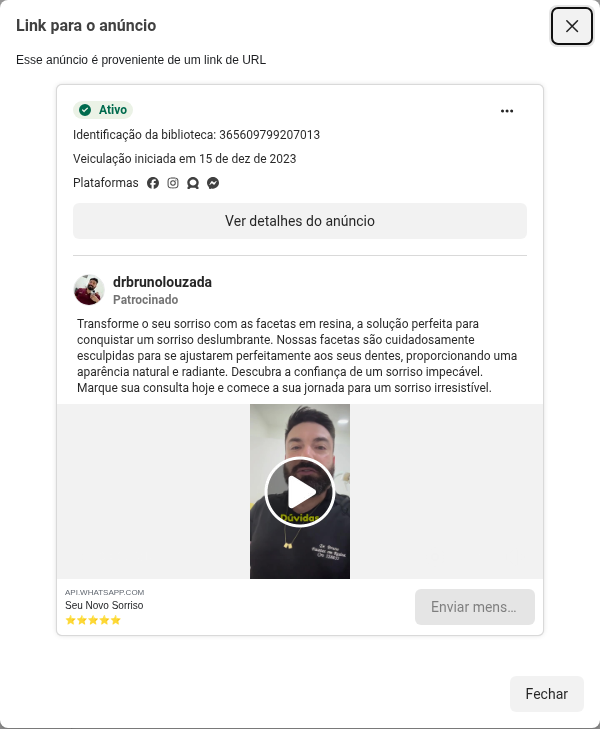 Link para o anúncio
Esse anúncio é proveniente de um link de URL
Ativo
Identificação da biblioteca: 365609799207013
Veiculação iniciada em 15 de dez de 2023
Plataformas
Ver detalhes do anúncio
drbrunolouzada
Patrocinado
Transforme o seu sorriso com as facetas em resina, a solução perfeita para
conquistar um sorriso deslumbrante. Nossas facetas são cuidadosamente
esculpidas para se ajustarem perfeitamente aos seus dentes, proporcionando uma
aparência natural e radiante. Descubra a confiança de um sorriso impecável.
Marque sua consulta hoje e comece a sua jornada para um sorriso irresistível.
Dúvidas
API.WHATSAPP.COM
Seu Novo Sorriso
⭐⭐⭐⭐⭐
Enviar mens…
Fechar